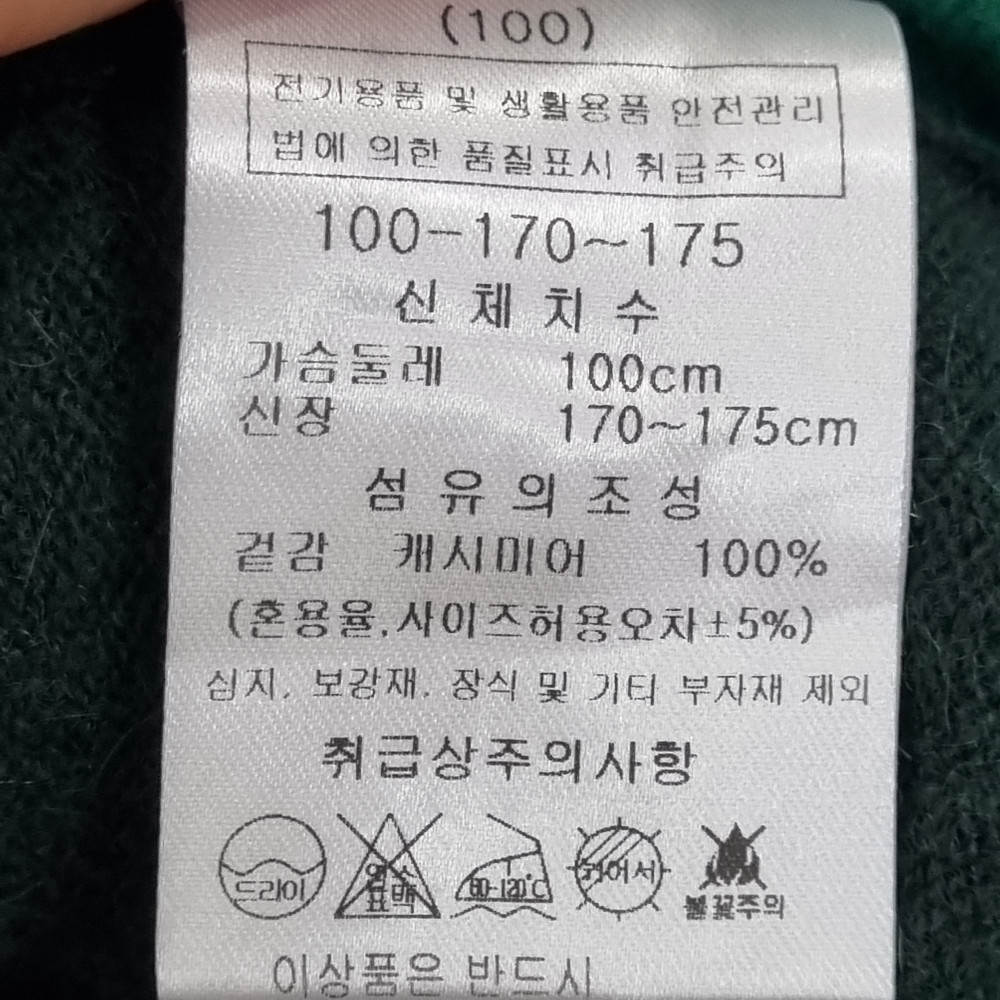 (100)
전기용품 및 생활용품 안전관리
법에 의한 품질표시 취급주의
100-170~175
신체치수
가슴둘레 100cm
신장 170~175cm
섬유의조성
겉감 캐시미어 100%
(혼용율,사이즈허용오차±5%)
심지, 보강재, 장식 및 기타 부자재 제외
취급상주의사항
드라이
염소
표백
80-120°C
뉘어서
불꽃주의
이상품은 반드시